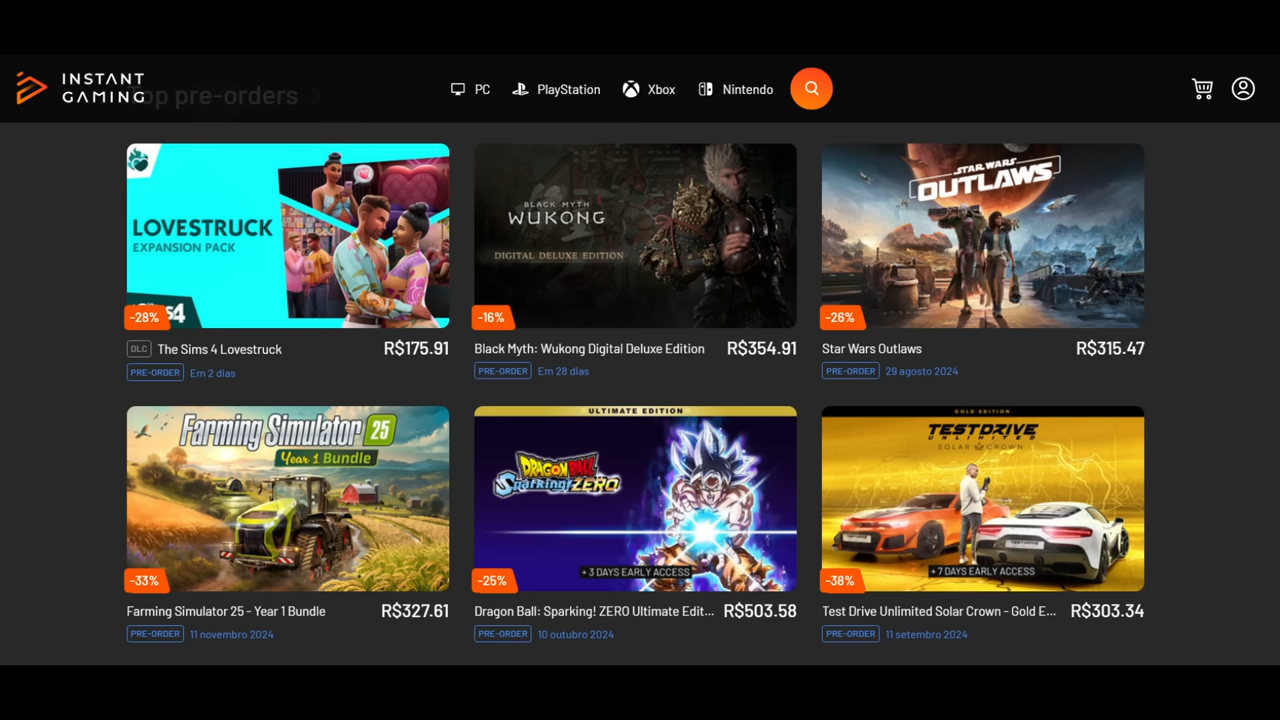 INSTANT
GAMING
Top pre-orders
PC
PlayStation
Xbox
Nintendo
LOVESTRUCK
EXPANSION PACK
-28%
DLC The Sims 4 Lovestruck R$175.91
PRE-ORDER Em 2 dias
BLACK MYTH
WUKONG
DIGITAL DELUXE EDITION
-16%
Black Myth: Wukong Digital Deluxe Edition R$354.91
PRE-ORDER Em 28 dias
STAR WARS
OUTLAWS
-26%
Star Wars Outlaws R$315.47
PRE-ORDER 29 agosto 2024
Farming Simulator 25
Year 1 Bundle
-33%
Farming Simulator 25 - Year 1 Bundle R$327.61
PRE-ORDER 11 novembro 2024
ULTIMATE EDITION
DRAGON BALL
Sparking! ZERO
+ 3 DAYS EARLY ACCESS
-25%
Dragon Ball: Sparking! ZERO Ultimate Edit... R$503.58
PRE-ORDER 10 outubro 2024
GOLD EDITION
TEST DRIVE
UNLIMITED
SOLAR CROWN
+ 7 DAYS EARLY ACCESS
-38%
Test Drive Unlimited Solar Crown - Gold E... R$303.34
PRE-ORDER 11 setembro 2024